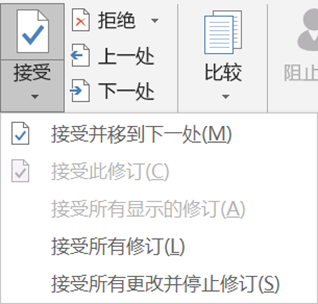 拒绝
接受
上一处
下一处
比较
阻止
接受并移到下一处(M)
接受此修订(C)
接受所有显示的修订(A)
接受所有修订(L)
接受所有更改并停止修订(S)